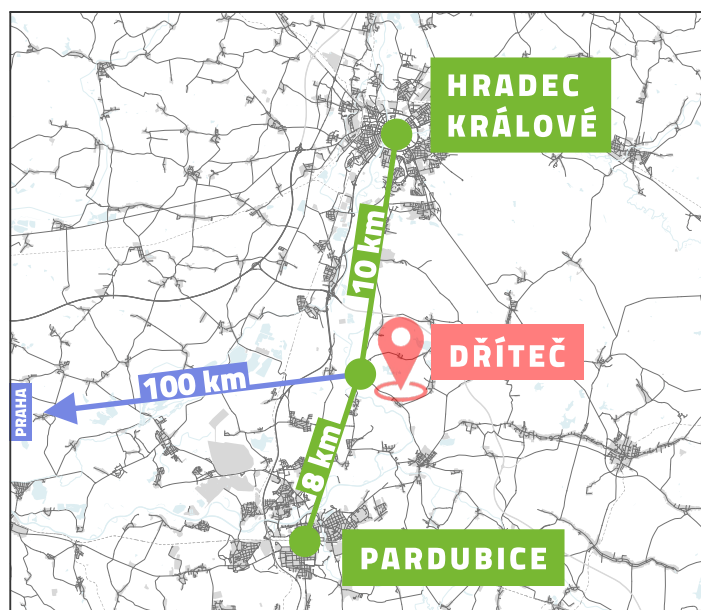 HRADEC
KRÁLOVÉ
10 km
DŘÍTEČ
100 km
PRAHA
8 km
PARDUBICE